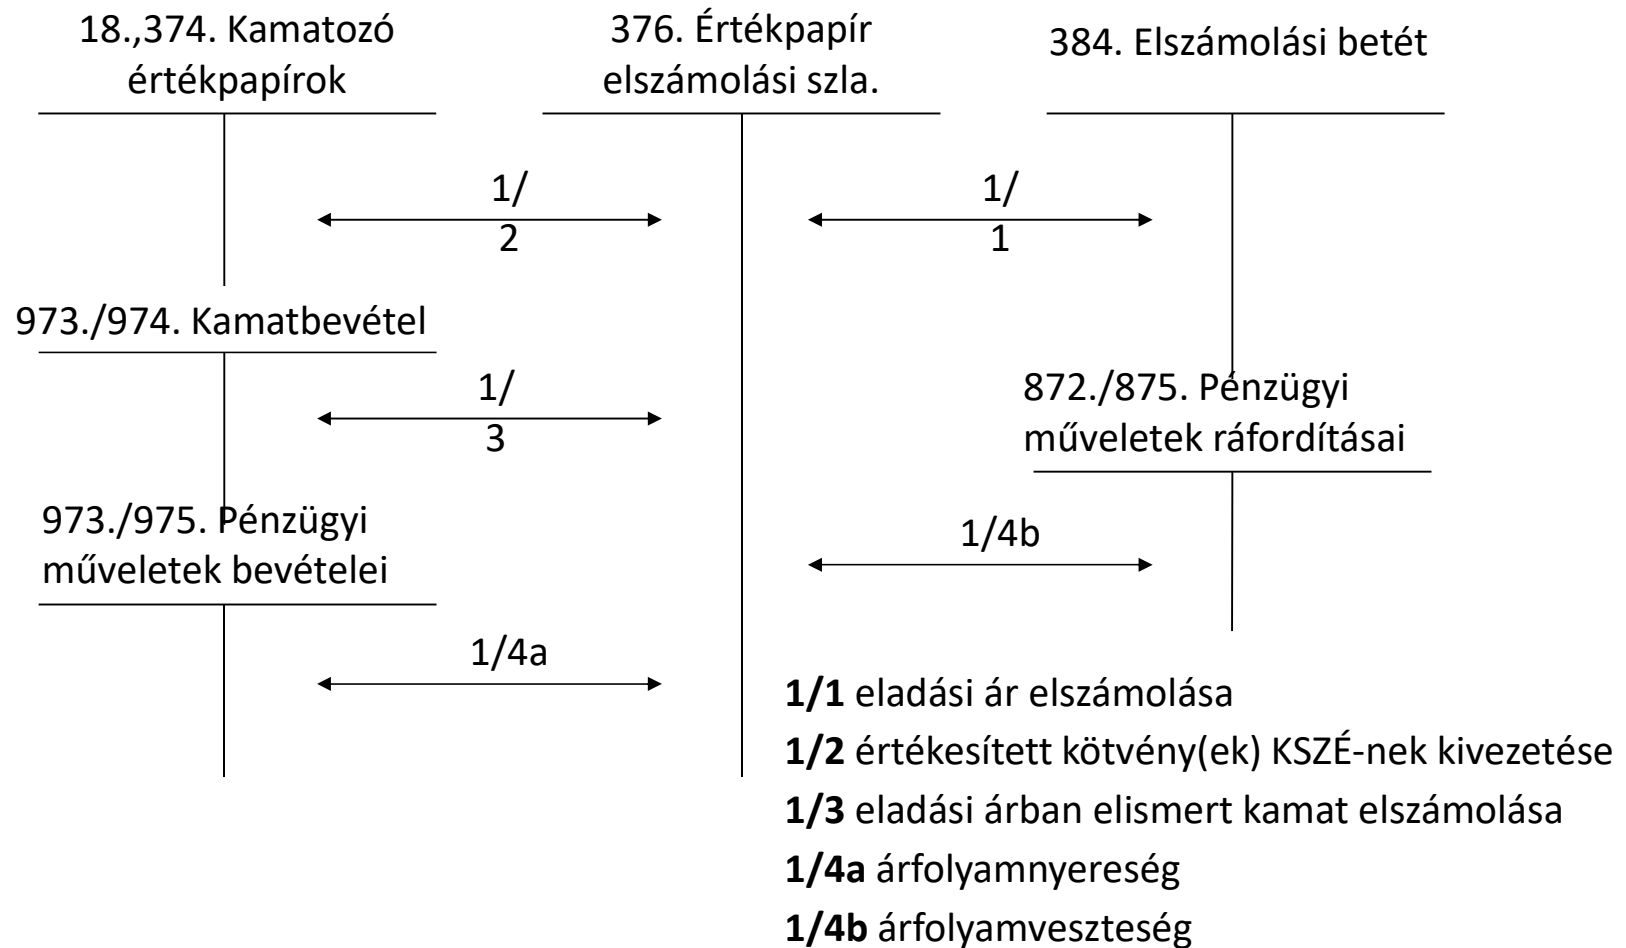 18.,374. Kamatozó
értékpapírok
376. Értékpapír
elszámolási szla.
384. Elszámolási betét
1/
2
1/
1
973./974. Kamatbevétel
1/
3
872./875. Pénzügyi
műveletek ráfordításai
973./975. Pénzügyi
műveletek bevételei
1/4b
1/4a
1/1 eladási ár elszámolása
1/2 értékesített kötvény(ek) KSZÉ-nek kivezetése
1/3 eladási árban elismert kamat elszámolása
1/4a árfolyamnyereség
1/4b árfolyamveszteség